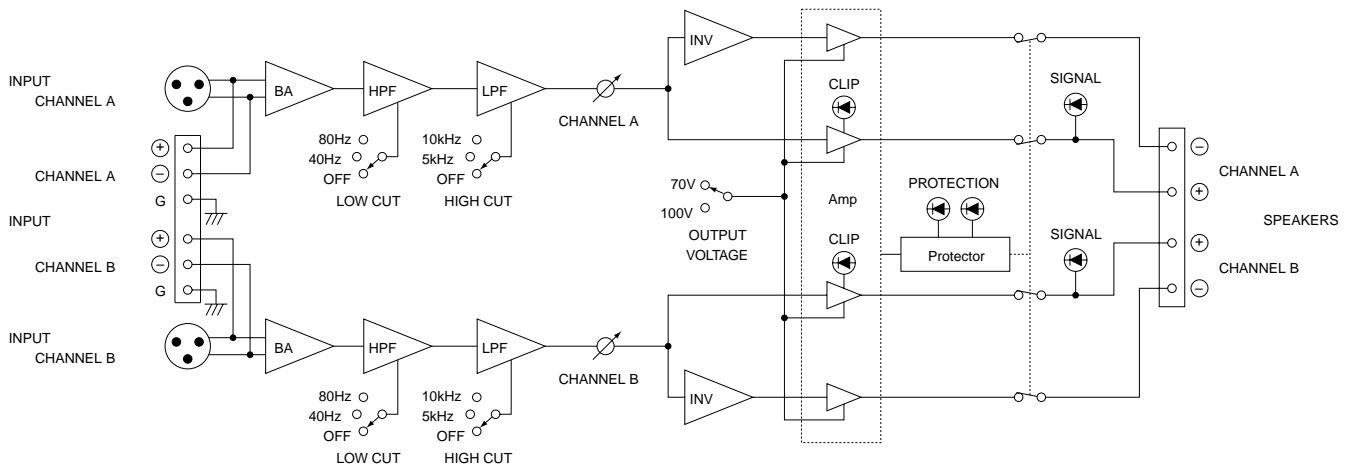 INPUT
CHANNEL A
BA
HPF
LPF
CHANNEL A
INV
CLIP
SIGNAL
80Hz
40Hz
OFF
LOW CUT
10kHz
5kHz
OFF
HIGH CUT
+
CHANNEL A
−
G
INPUT
+
CHANNEL B
−
G
70V
100V
OUTPUT
VOLTAGE
Amp
PROTECTION
Protector
CLIP
SIGNAL
−
CHANNEL A
+
SPEAKERS
+
CHANNEL B
−
INPUT
CHANNEL B
BA
HPF
LPF
CHANNEL B
INV
80Hz
40Hz
OFF
LOW CUT
10kHz
5kHz
OFF
HIGH CUT